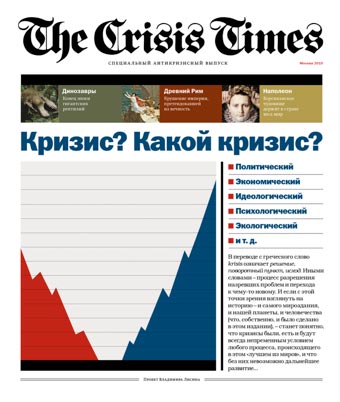 The Crisis Times
СПЕЦИАЛЬНЫЙ АНТИКРИЗИСНЫЙ ВЫПУСК
Москва 2010
Динозавры
Конец эпохи
гигантских
рептилий
Древний Рим
Крушение империи,
претендовавшей
на вечность
Наполеон
Корсиканское
чудовище
держит в страхе
весь мир
Кризис? Какой кризис?
Политический
Экономический
Идеологический
Психологический
Экологический
и т. д.
В переводе с греческого слово
krisis означает решение,
поворотный пункт, исход. Иными
словами – процесс разрешения
назревших проблем и перехода
к чему-то новому. И если с этой
точки зрения взглянуть на
историю – и самого мироздания,
и нашей планеты, и человечества
(что, собственно, и было сделано
в этом издании), – станет понятно,
что кризисы были, есть и будут
всегда непременным условием
любого процесса, происходящего
в этом «лучшем из миров», и что
без них невозможно дальнейшее
развитие...
Проект Владимира Лисина